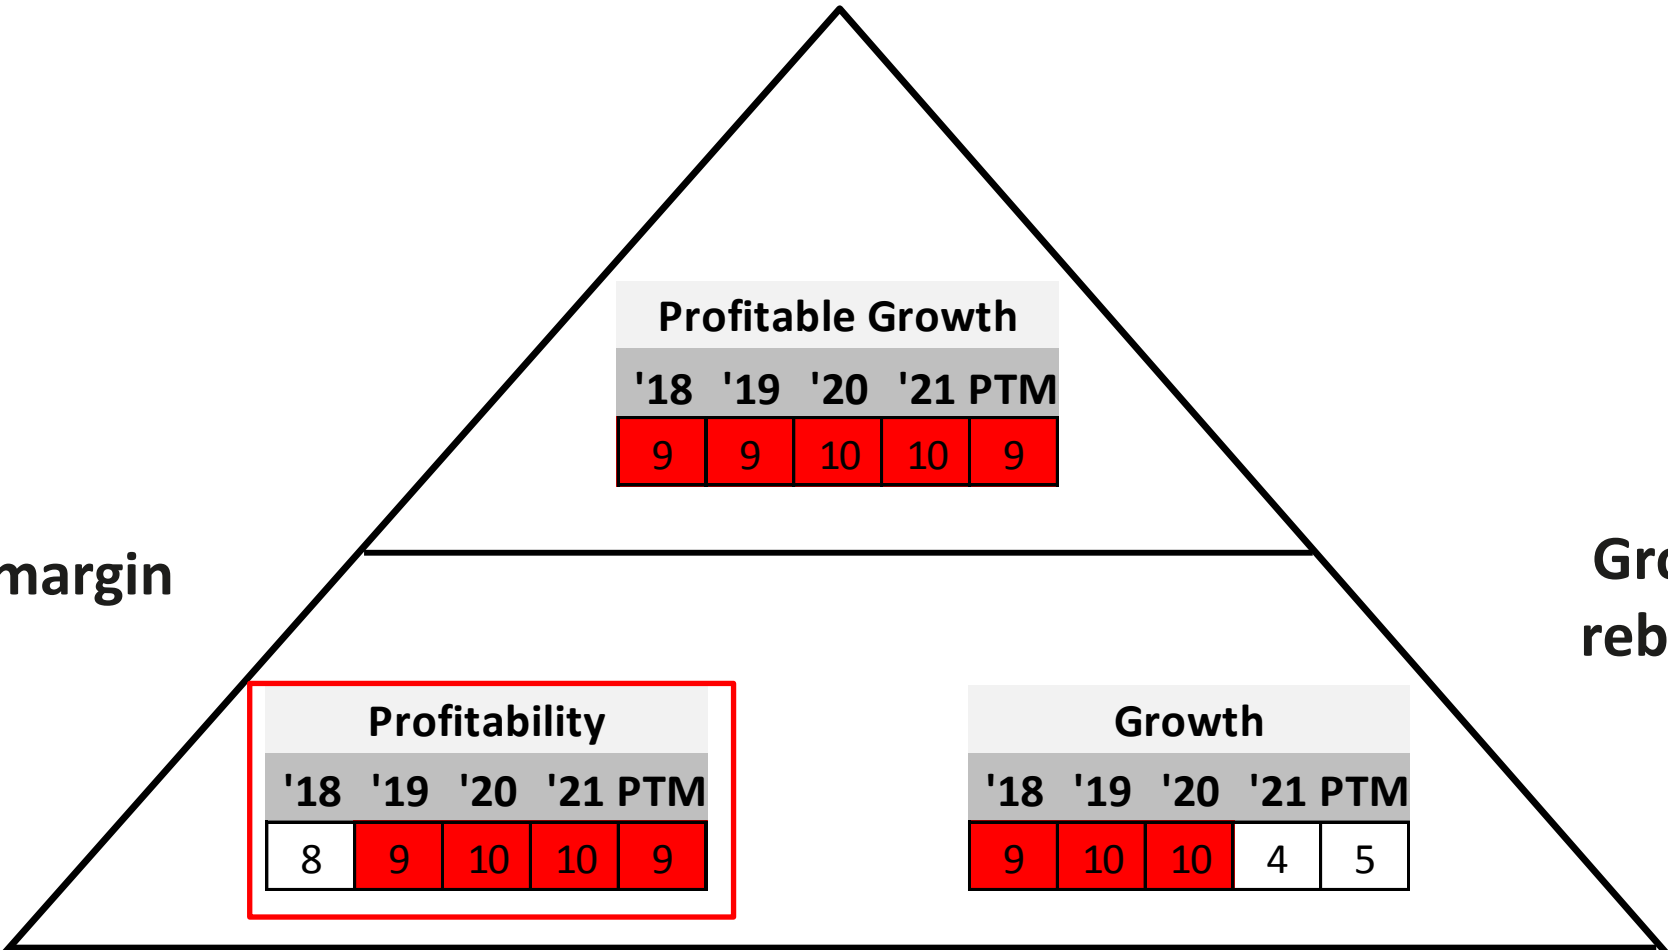 Profitable Growth
'18 '19 '20 '21 PTM
9 9 10 10 9
margin
Profitability
'18 '19 '20 '21 PTM
8 9 10 10 9
Growth
'18 '19 '20 '21 PTM
9 10 10 4 5